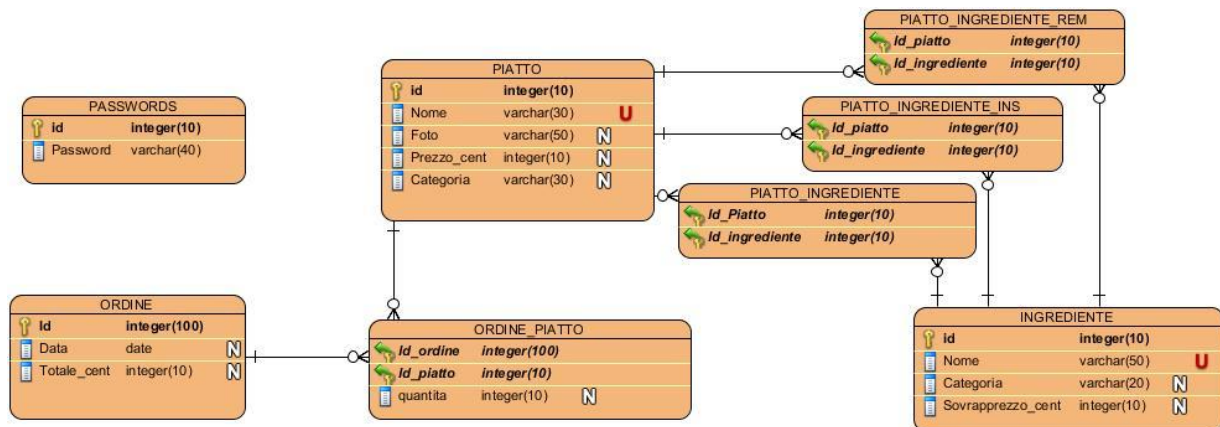 PASSWORDS
id integer(10)
Password varchar(40)
PIATTO
id integer(10)
Nome varchar(30) U
Foto varchar(50) N
Prezzo_cent integer(10) N
Categoria varchar(30) N
PIATTO_INGREDIENTE_REM
Id_piatto integer(10)
Id_ingrediente integer(10)
PIATTO_INGREDIENTE_INS
Id_piatto integer(10)
Id_ingrediente integer(10)
PIATTO_INGREDIENTE
Id_Piatto integer(10)
Id_ingrediente integer(10)
ORDINE
Id integer(100)
Data date N
Totale_cent integer(10) N
ORDINE_PIATTO
Id_ordine integer(100)
Id_piatto integer(10)
quantita integer(10) N
INGREDIENTE
id integer(10)
Nome varchar(50) U
Categoria varchar(20) N
Sovrapprezzo_cent integer(10) N